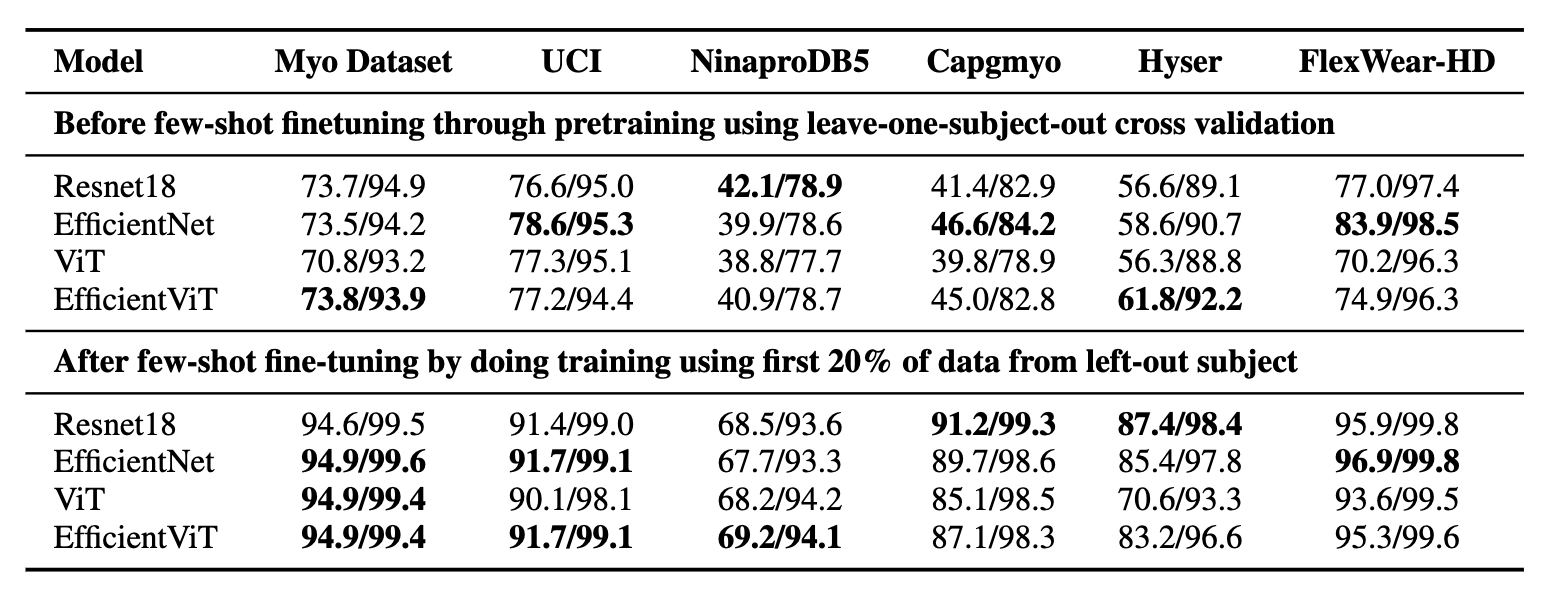 Model Myo Dataset UCI NinaproDB5 Capgmyo Hyser FlexWear-HD
Before few-shot finetuning through pretraining using leave-one-subject-out cross validation
Resnet18 73.7/94.9 76.6/95.0 42.1/78.9 41.4/82.9 56.6/89.1 77.0/97.4
EfficientNet 73.5/94.2 78.6/95.3 39.9/78.6 46.6/84.2 58.6/90.7 83.9/98.5
ViT 70.8/93.2 77.3/95.1 38.8/77.7 39.8/78.9 56.3/88.8 70.2/96.3
EfficientViT 73.8/93.9 77.2/94.4 40.9/78.7 45.0/82.8 61.8/92.2 74.9/96.3
After few-shot fine-tuning by doing training using first 20% of data from left-out subject
Resnet18 94.6/99.5 91.4/99.0 68.5/93.6 91.2/99.3 87.4/98.4 95.9/99.8
EfficientNet 94.9/99.6 91.7/99.1 67.7/93.3 89.7/98.6 85.4/97.8 96.9/99.8
ViT 94.9/99.4 90.1/98.1 68.2/94.2 85.1/98.5 70.6/93.3 93.6/99.5
EfficientViT 94.9/99.4 91.7/99.1 69.2/94.1 87.1/98.3 83.2/96.6 95.3/99.6